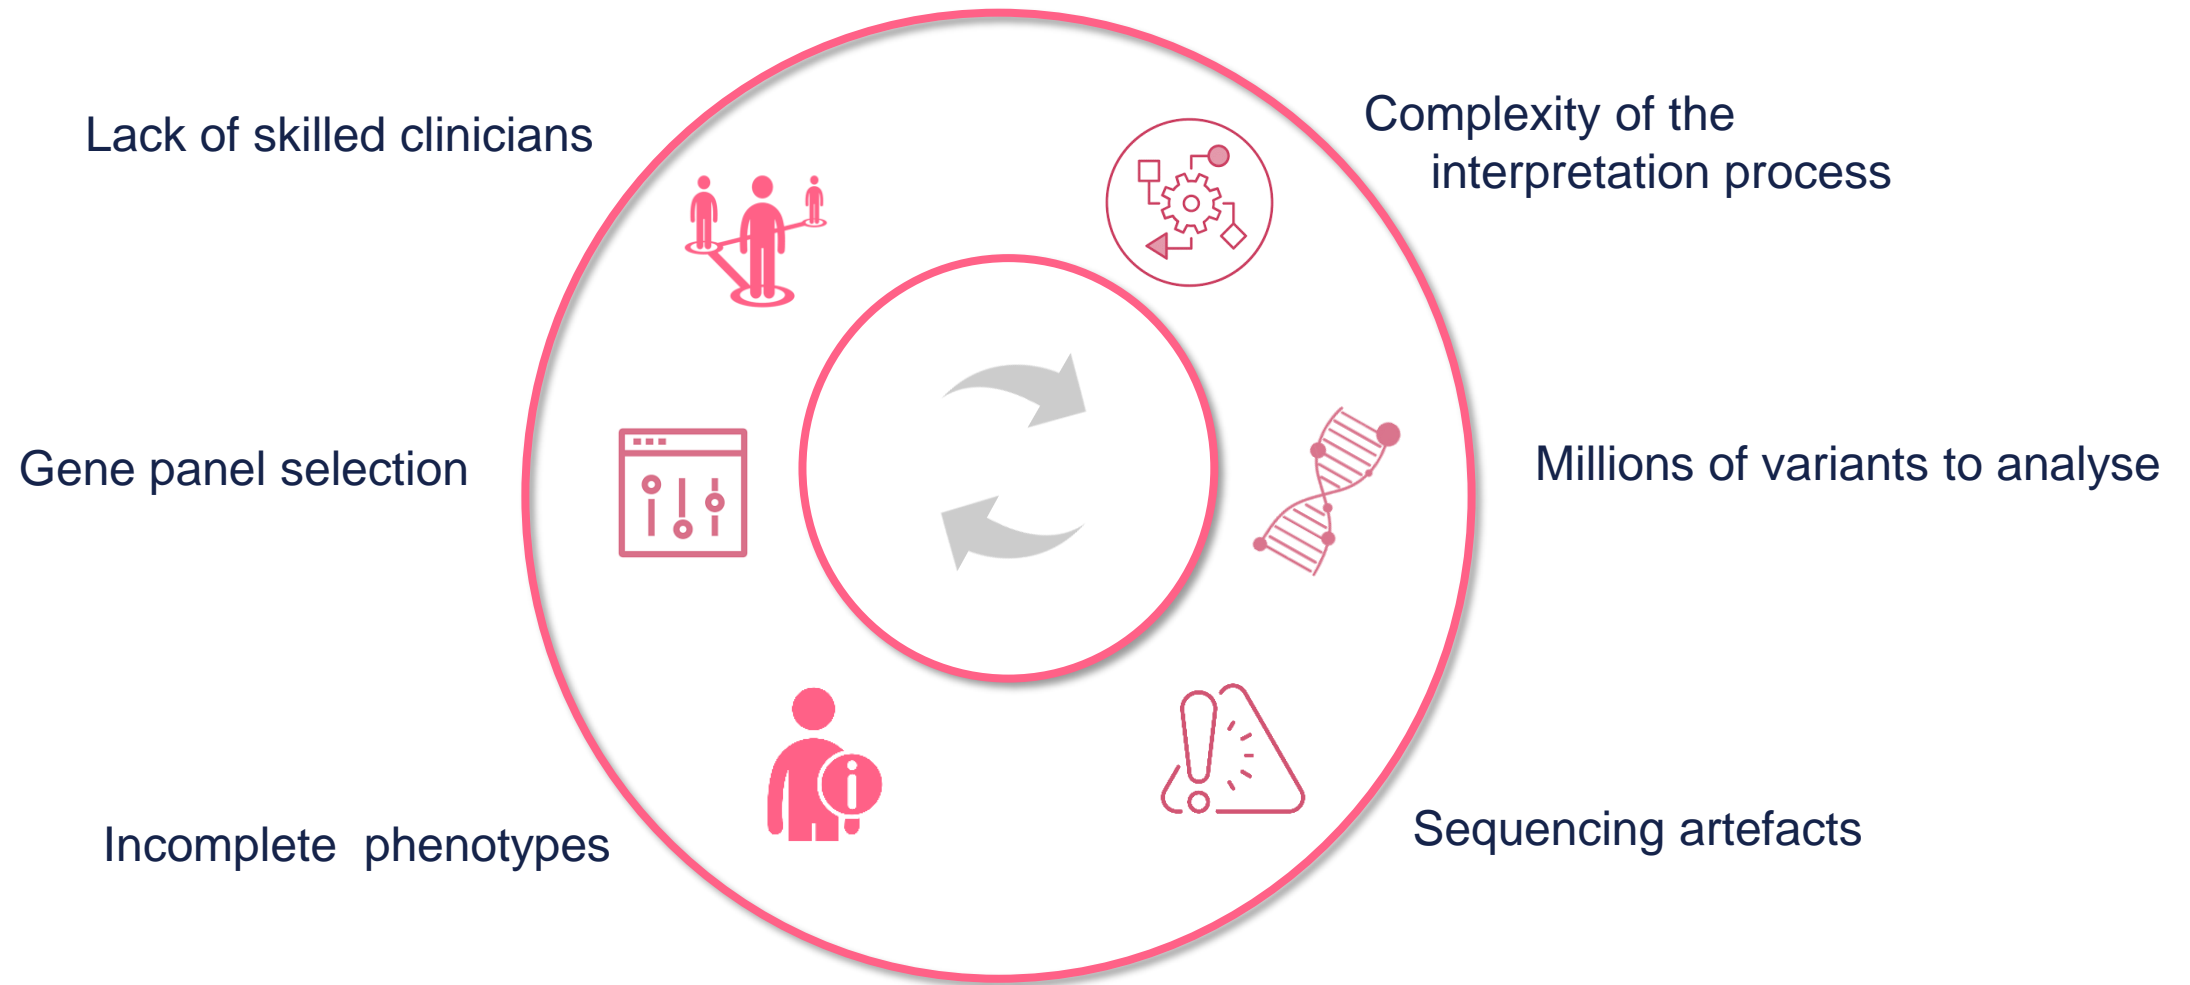 Lack of skilled clinicians
Complexity of the
interpretation process
Gene panel selection
Millions of variants to analyse
Incomplete phenotypes
Sequencing artefacts